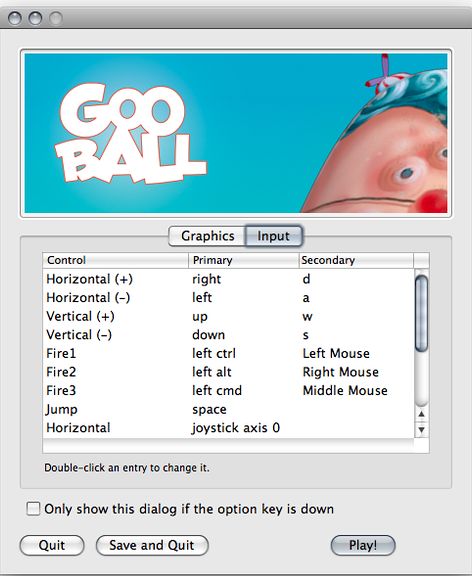 GOO
BALL
Graphics Input
Control Primary Secondary
Horizontal (+) right d
Horizontal (-) left a
Vertical (+) up w
Vertical (-) down s
Fire1 left ctrl Left Mouse
Fire2 left alt Right Mouse
Fire3 left cmd Middle Mouse
Jump space
Horizontal joystick axis 0
Double-click an entry to change it.
Only show this dialog if the option key is down
Quit Save and Quit Play!